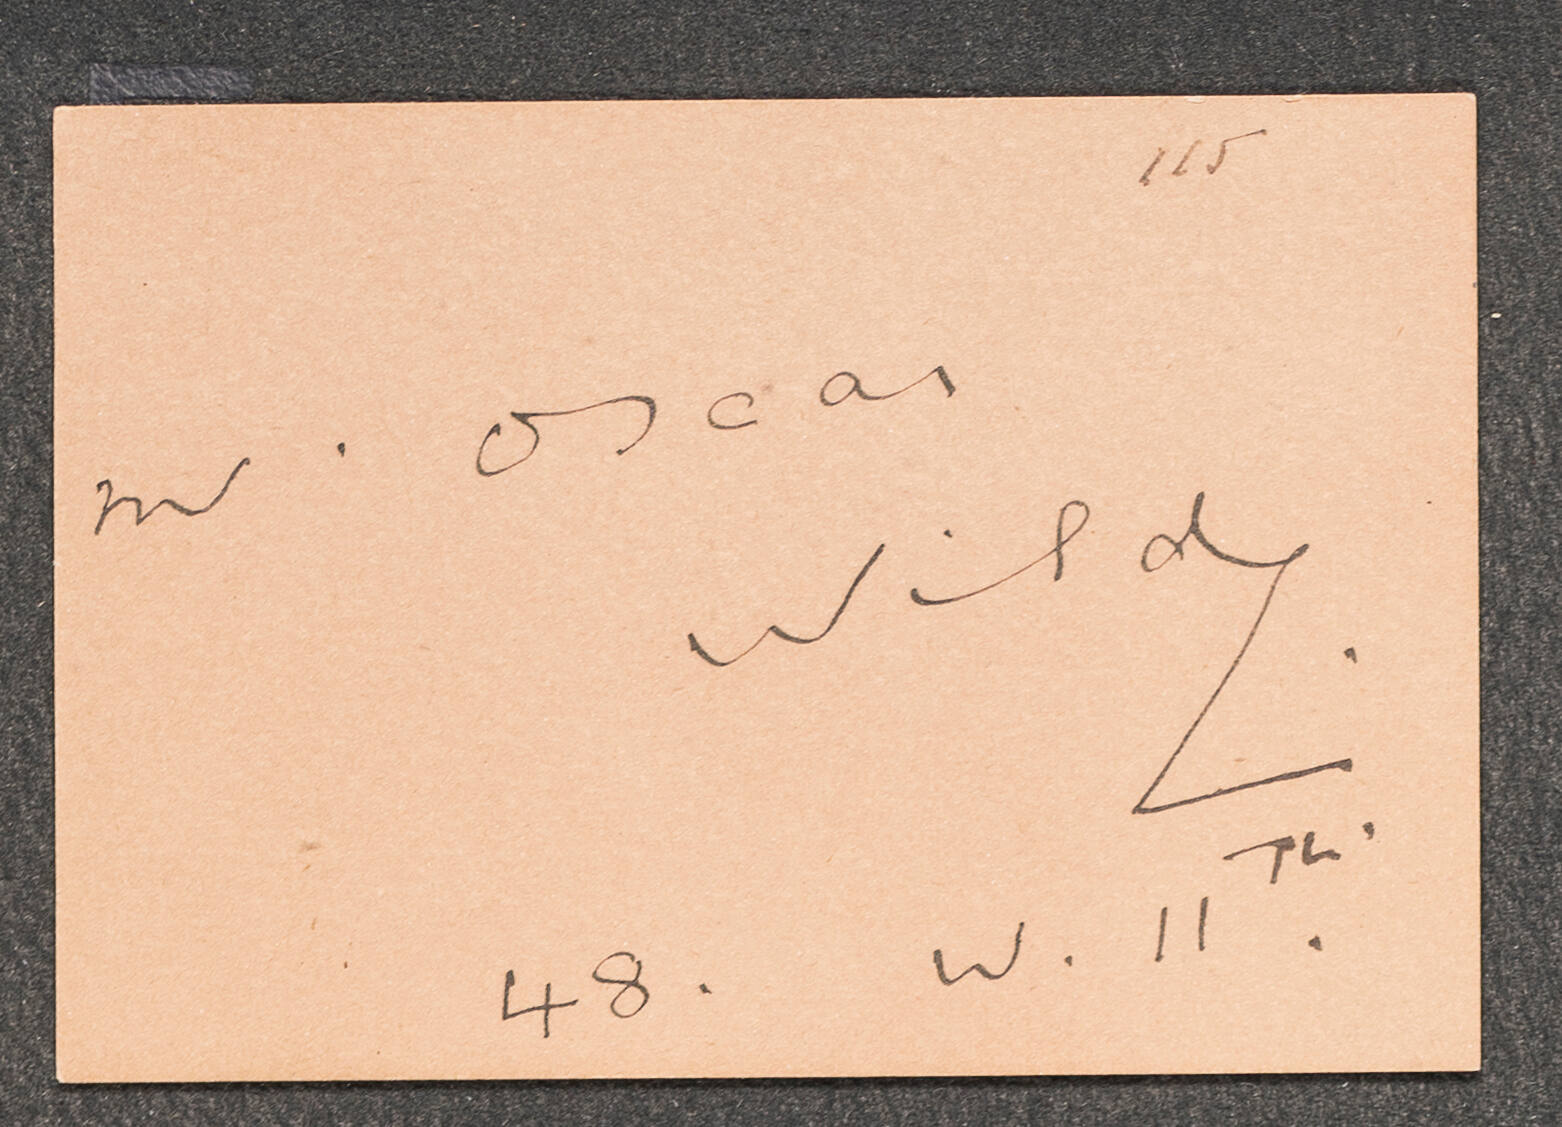 115
Mr. Oscar
Wilde.
48. W. 11th.